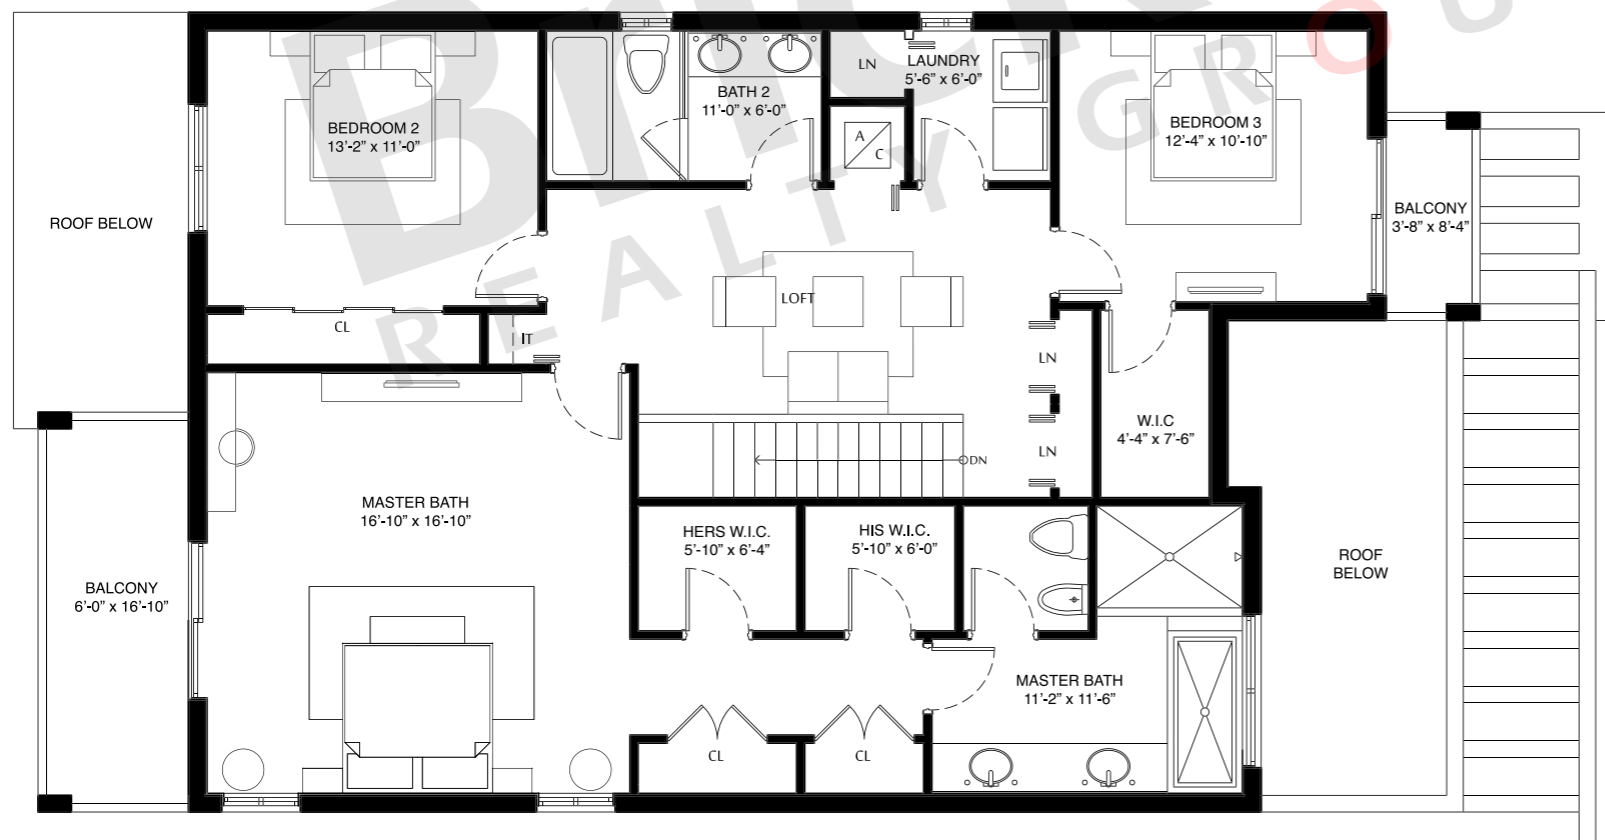 Brick
REALTY GROU
BEDROOM 2
13'-2" x 11'-0"
BATH 2
11'-0" x 6'-0"
LN
LAUNDRY
5'-6" x 6'-0"
A
C
BEDROOM 3
12'-4" x 10'-10"
ROOF BELOW
BALCONY
3'-8" x 8'-4"
LOFT
CL
IT
LN
LN
W.I.C
4'-4" x 7'-6"
DN
MASTER BATH
16'-10" x 16'-10"
HERS W.I.C.
5'-10" x 6'-4"
HIS W.I.C.
5'-10" x 6'-0"
ROOF
BELOW
BALCONY
6'-0" x 16'-10"
MASTER BATH
11'-2" x 11'-6"
CL
CL